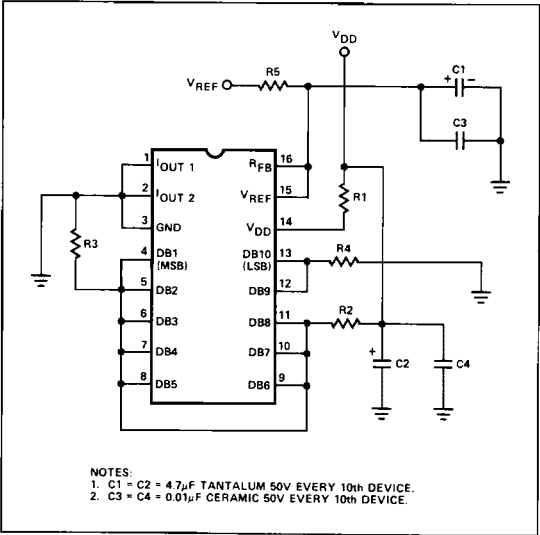 VDD
C1
+ −
R5
VREF
C3
1 IOUT 1 RFB 16
2 IOUT 2 VREF 15
R1
3 GND VDD 14
R3
4 DB1 (MSB) DB10 (LSB) 13 R4
5 DB2 DB9 12
6 DB3 DB8 11 R2
7 DB4 DB7 10
+ C2 C4
8 DB5 DB6 9
NOTES:
1. C1 = C2 = 4.7μF TANTALUM 50V EVERY 10th DEVICE.
2. C3 = C4 = 0.01μF CERAMIC 50V EVERY 10th DEVICE.